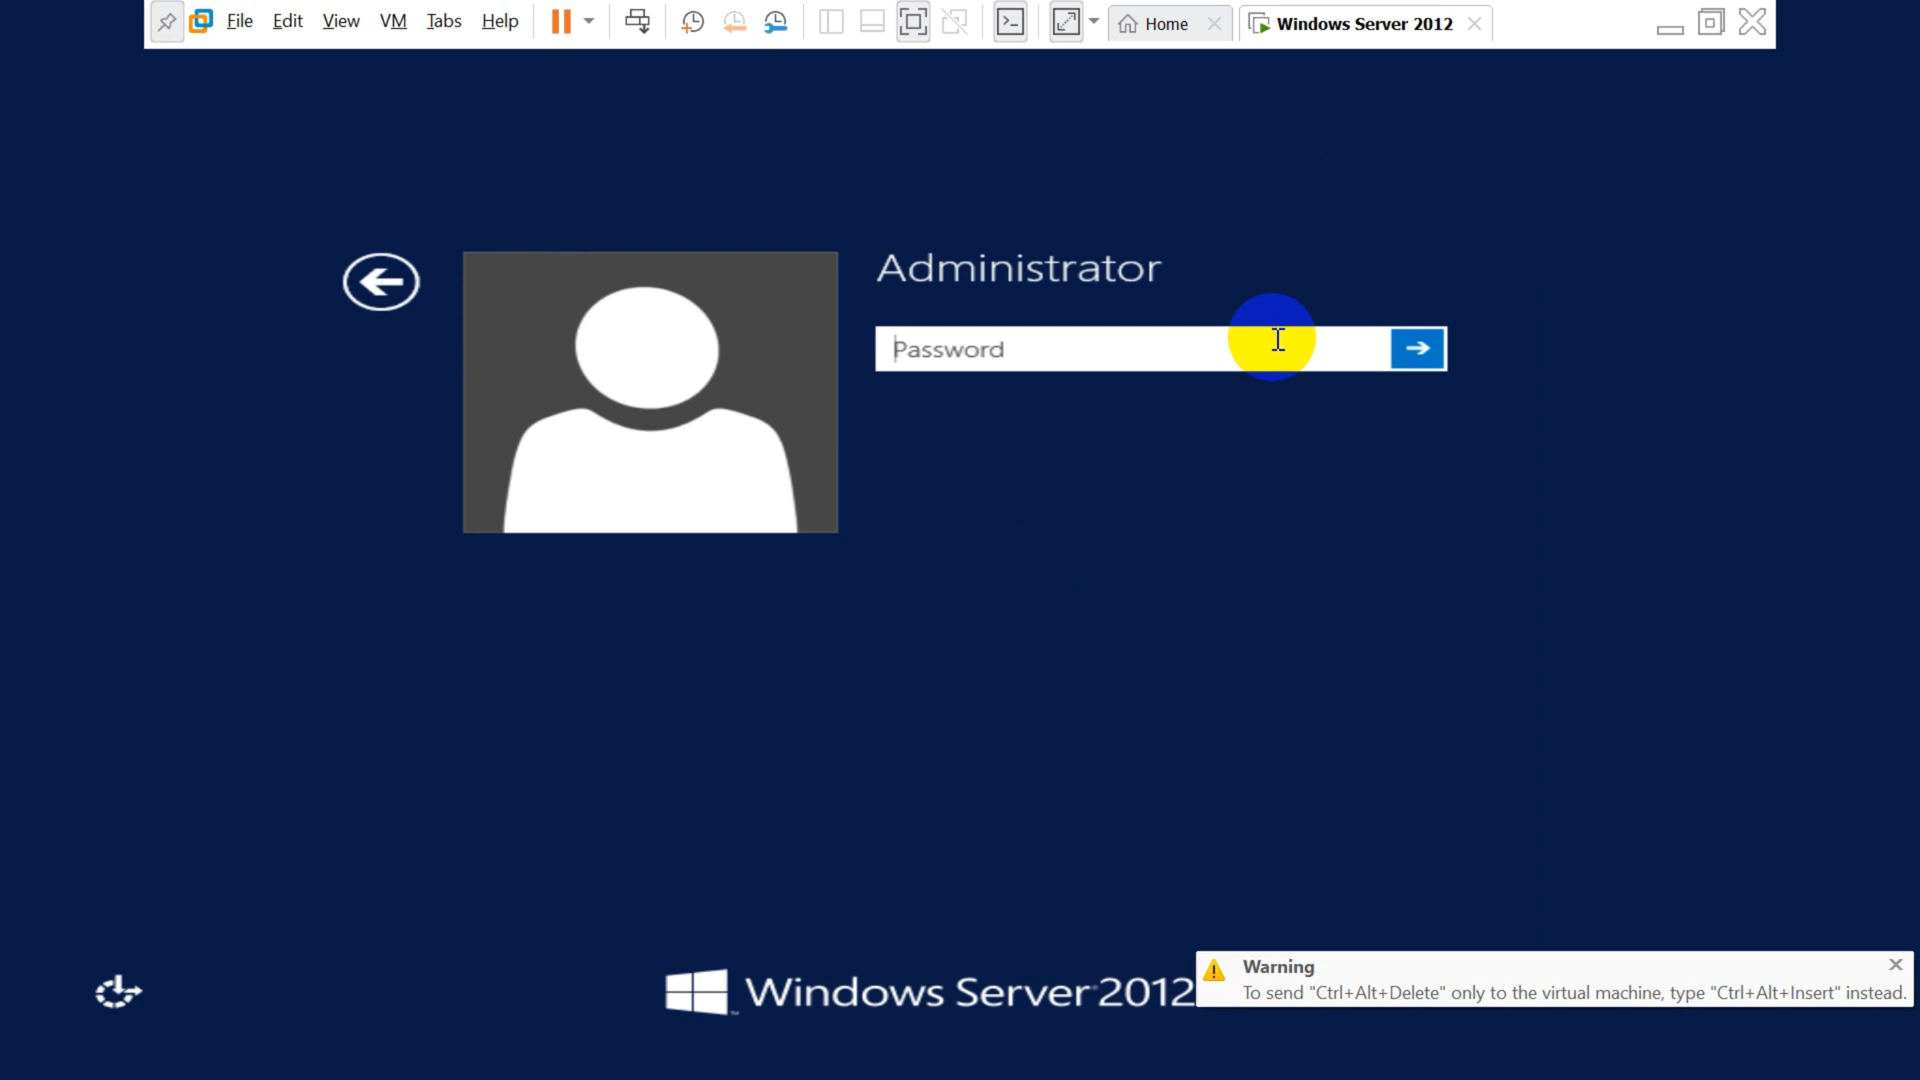 File Edit View VM Tabs Help Home Windows Server 2012
Administrator
Password
Windows Server 2012
Warning
To send "Ctrl+Alt+Delete" only to the virtual machine, type "Ctrl+Alt+Insert" instead.